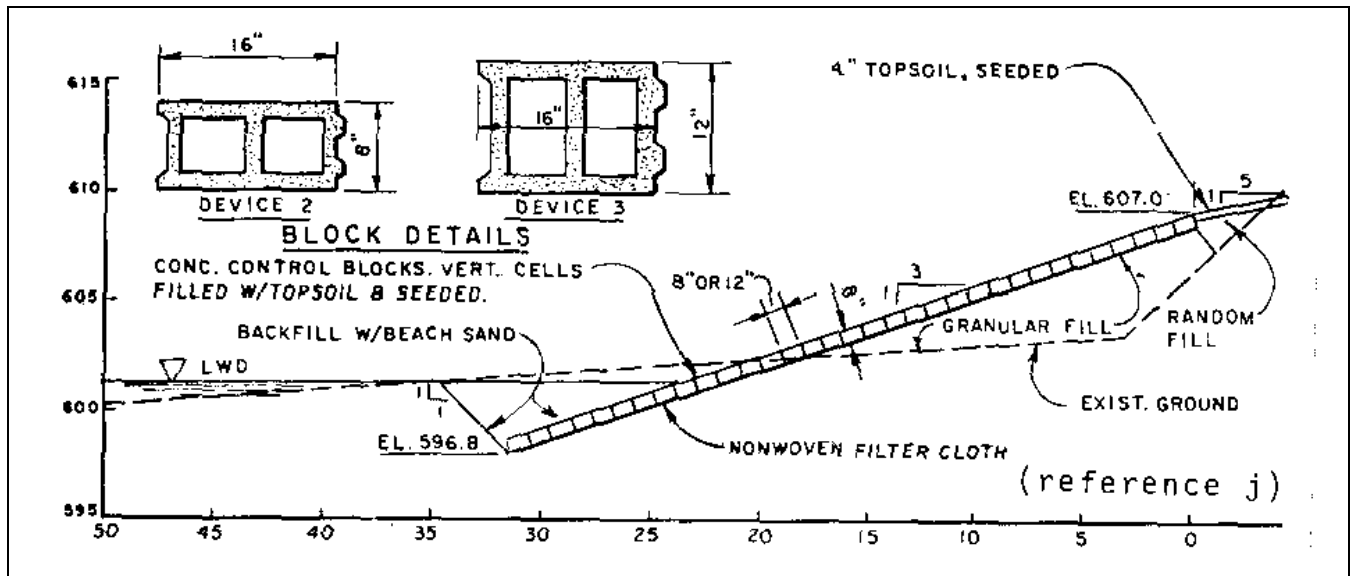 16"
8"
DEVICE 2
16"
12"
DEVICE 3
BLOCK DETAILS
4" TOPSOIL, SEEDED
EL. 607.0
1
5
CONC. CONTROL BLOCKS. VERT. CELLS
FILLED W/TOPSOIL & SEEDED.
8" OR 12"
8"
1
3
BACKFILL W/BEACH SAND
GRANULAR FILL
RANDOM
FILL
LWD
1
1
EXIST. GROUND
EL. 596.8
NONWOVEN FILTER CLOTH
(reference j)
615
610
605
600
595
50
45
40
35
30
25
20
15
10
5
0